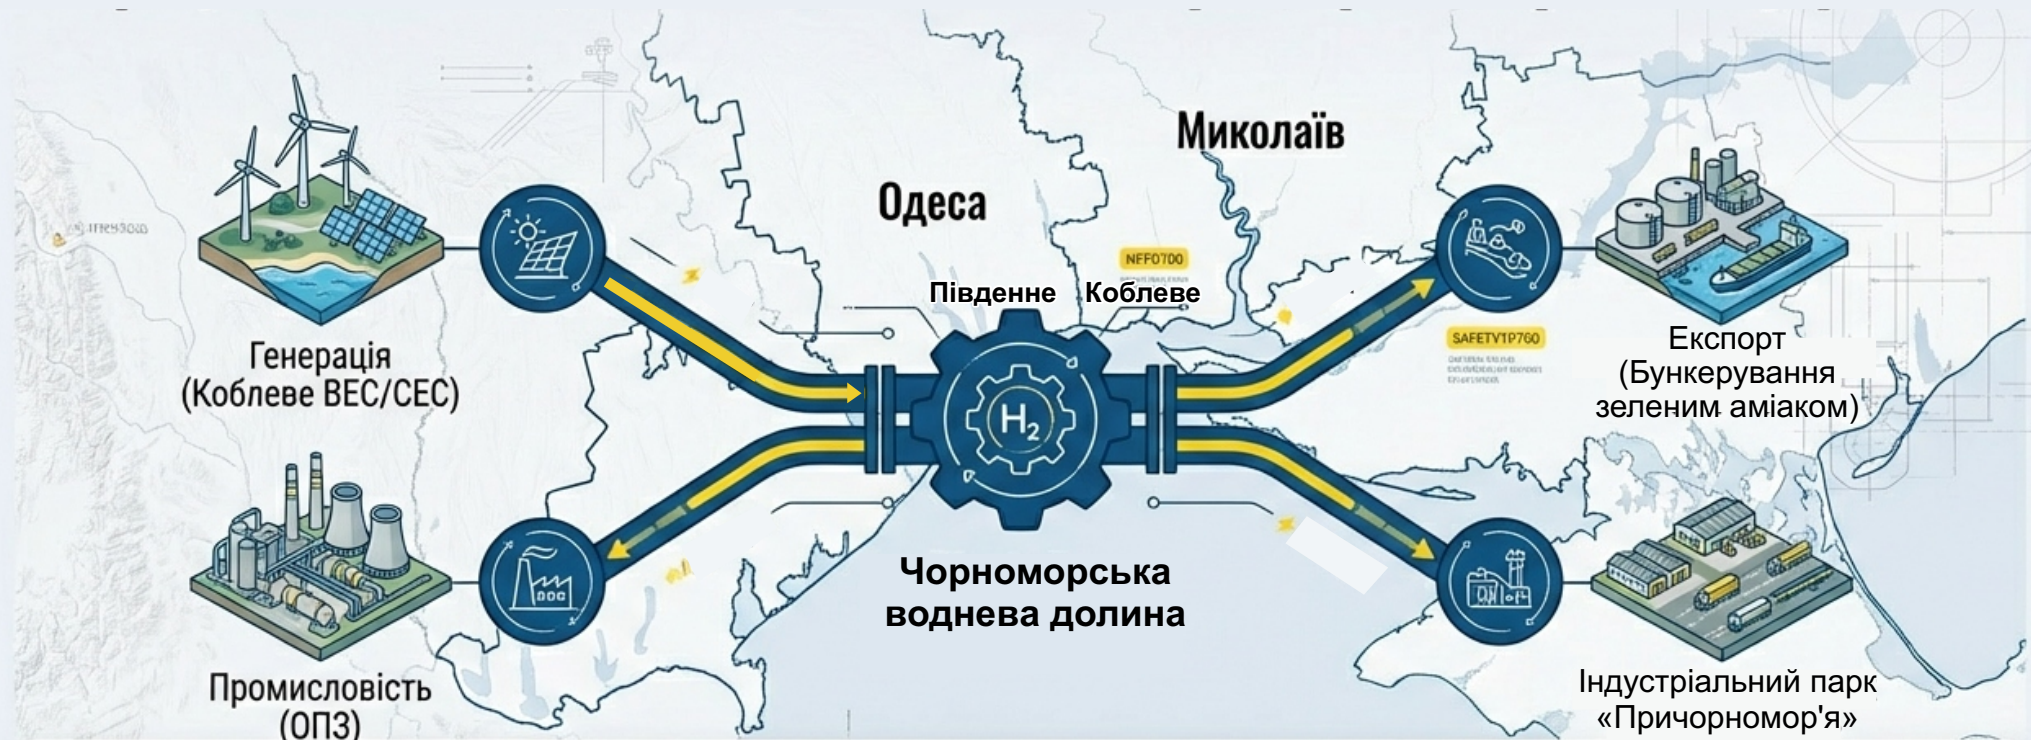 Миколаїв
Одеса
NFF0700
Південне
Коблеве
SAFETV1P760
Генерація
(Коблеве ВЕС/СЕС)
Експорт
(Бункерування
зеленим аміаком)
H₂
Чорноморська
воднева долина
Промисловість
(ОПЗ)
Індустріальний парк
«Причорномор'я»